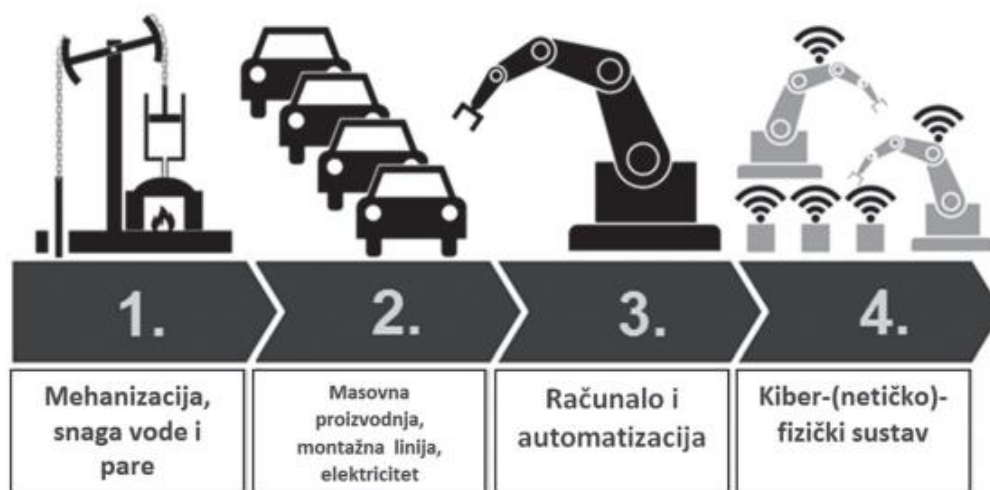 1.
2.
3.
4.
Mehanizacija,
snaga vode i
pare
Masovna
proizvodnja,
montažna linija,
elektricitet
Računalo i
automatizacija
Kiber-(netičko)-
fizički sustav